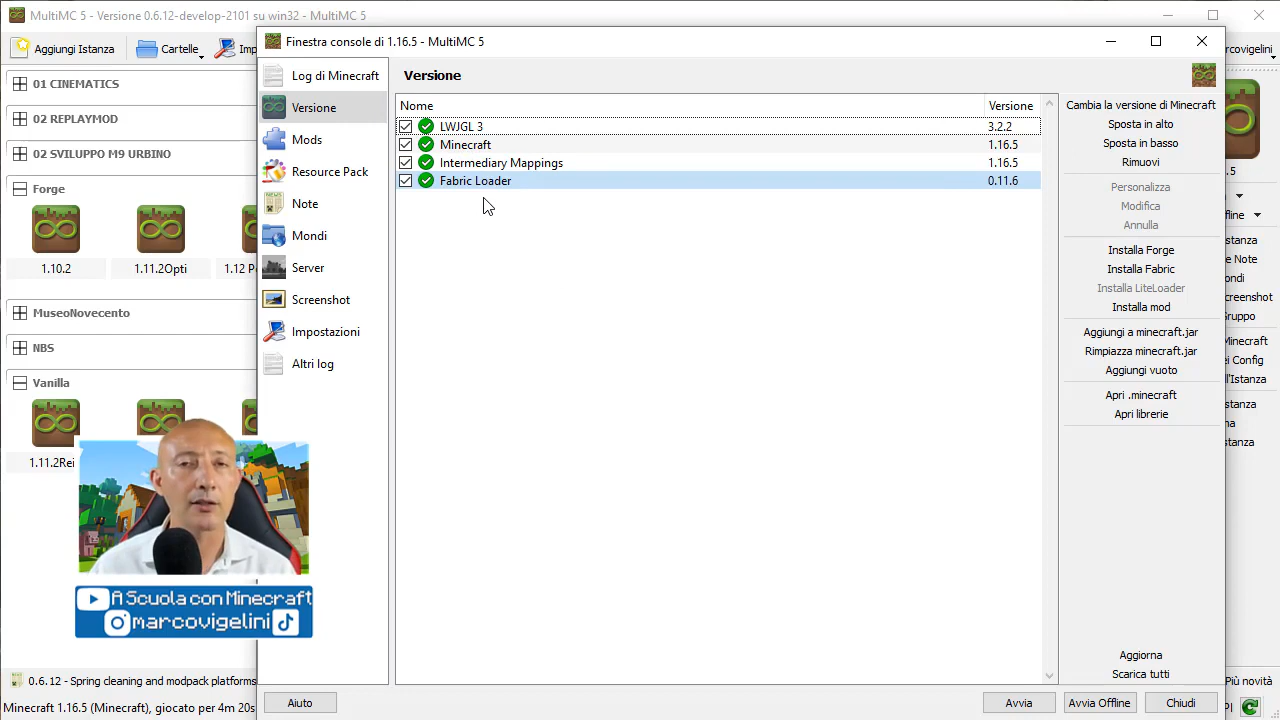 MultiMC 5 - Versione 0.6.12-develop-2101 su win32 - MultiMC 5
Aggiungi Istanza
Cartelle
Imp
Finestra console di 1.16.5 - MultiMC 5
rcovigelini
01 CINEMATICS
02 REPLAYMOD
02 SVILUPPO M9 URBINO
Forge
1.10.2
1.11.2Opti
1.12 P
MuseoNovecento
NBS
Vanilla
1.11.2Rei
Log di Minecraft
Versione
Mods
Resource Pack
Note
Mondi
Server
Screenshot
Impostazioni
Altri log
Versione
Nome Versione
LWJGL 3 3.2.2
Minecraft 1.16.5
Intermediary Mappings 1.16.5
Fabric Loader 0.11.6
Cambia la versione di Minecraft
Sposta in alto
Sposta in basso
Rimuovi
Personalizza
Modifica
Annulla
Installa Forge
Installa Fabric
Installa LiteLoader
Installa mod
Aggiungi a minecraft.jar
Rimpiazza minecraft.jar
Aggiungi vuoto
Apri .minecraft
Apri librerie
Aggiorna
Scarica tutti
.5
ffline
stanza
e Note
ondi
creenshot
Gruppo
Minecraft
ei Config
ll'Istanza
stanza
na
stanza
A Scuola con Minecraft
marcovigelini
0.6.12 - Spring cleaning and modpack platforms
Più novità
Minecraft 1.16.5 (Minecraft), giocato per 4m 20s
Aiuto
Avvia
Avvia Offline
Chiudi